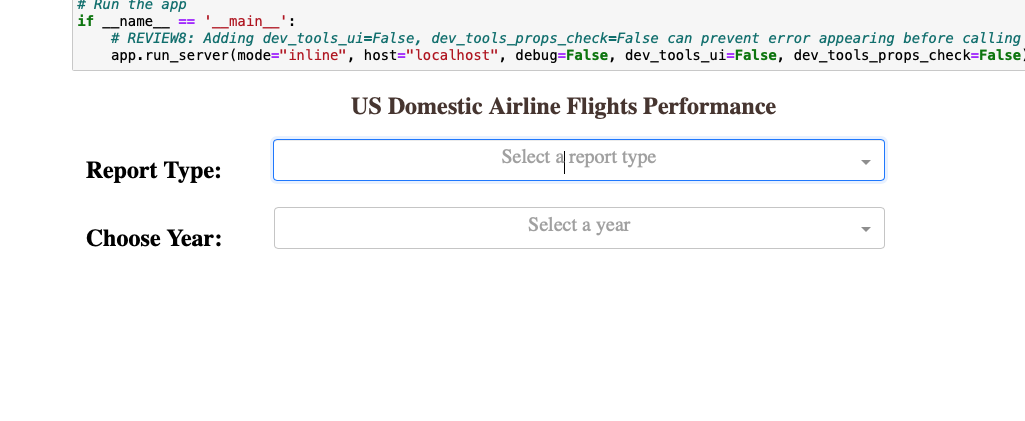 # Run the app
if __name__ == '__main__':
# REVIEW8: Adding dev_tools_ui=False, dev_tools_props_check=False can prevent error appearing before calling
app.run_server(mode="inline", host="localhost", debug=False, dev_tools_ui=False, dev_tools_props_check=False)
US Domestic Airline Flights Performance
Report Type:
Select a report type
Choose Year:
Select a year